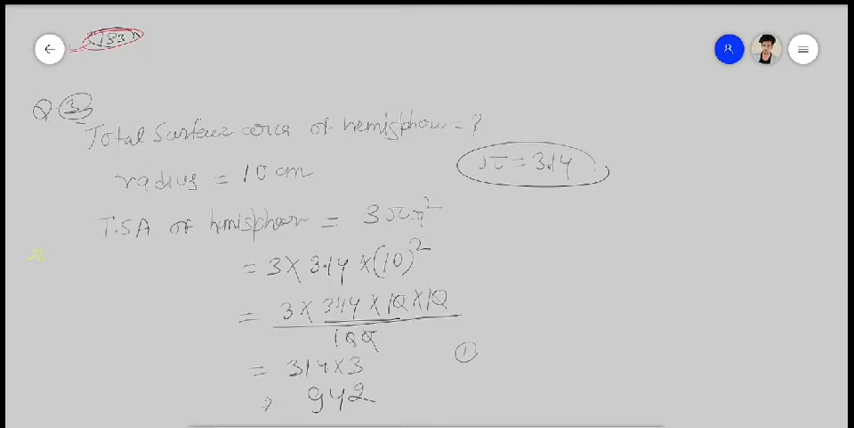 Q 3
Total Surface area of hemisphere = ?
radius = 10 cm
π = 3.14
T.S.A of hemisphere = 3πr²
= 3 × 3.14 × (10)²
= 3 × 314 × 10 × 10
100
= 314 × 3
①
942